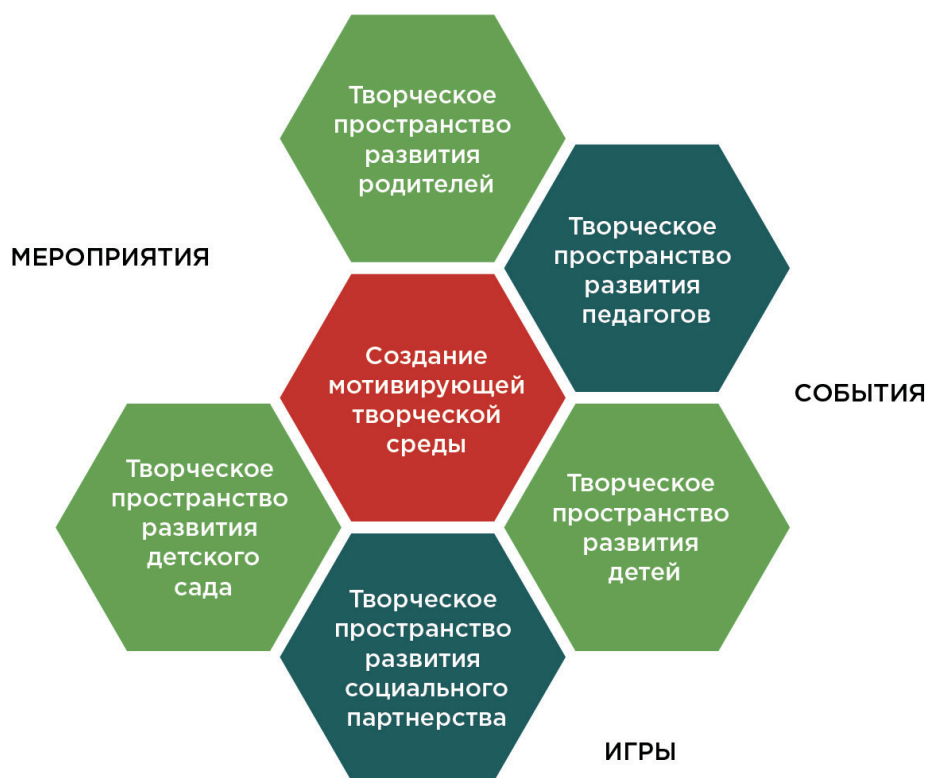 Творческое
пространство
развития
родителей
МЕРОПРИЯТИЯ
Творческое
пространство
развития
педагогов
Создание
мотивирующей
творческой
среды
СОБЫТИЯ
Творческое
пространство
развития
детского
сада
Творческое
пространство
развития
детей
Творческое
пространство
развития
социального
партнерства
ИГРЫ